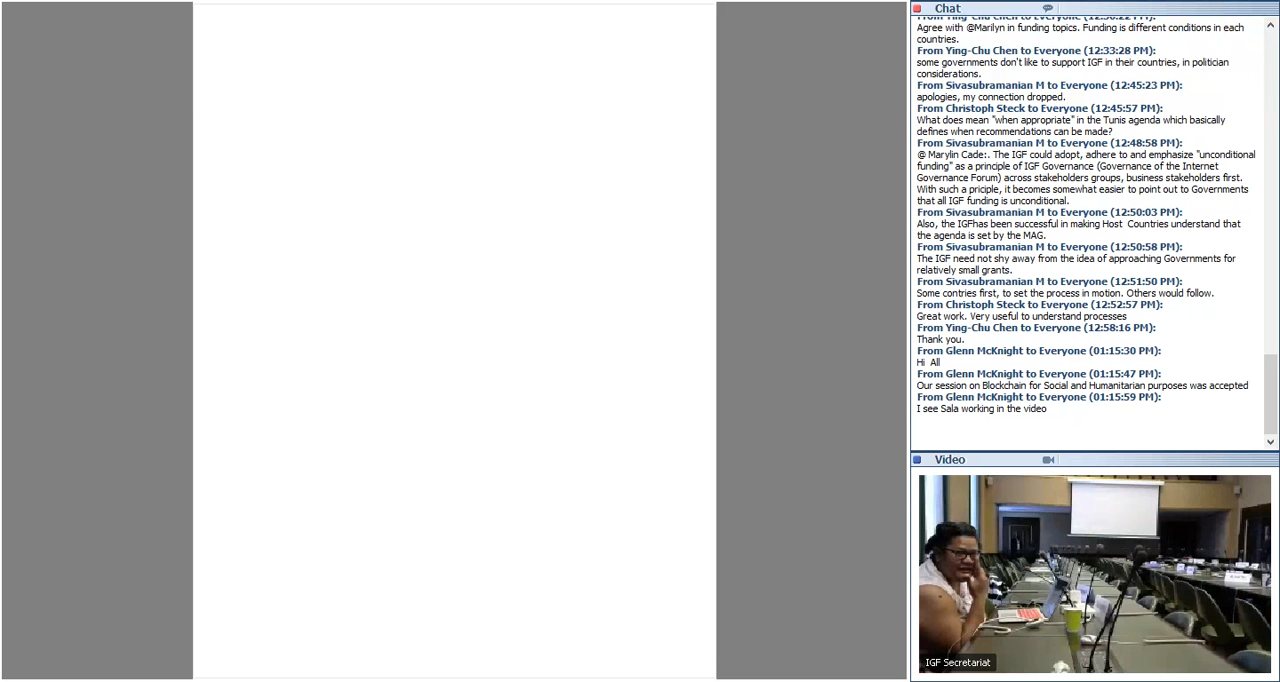 Chat
From Ying-Chu Chen to Everyone (12:30:22 PM):
Agree with @Marilyn in funding topics. Funding is different conditions in each
countries.
From Ying-Chu Chen to Everyone (12:33:28 PM):
some governments don't like to support IGF in their countries, in politician
considerations.
From Sivasubramanian M to Everyone (12:45:23 PM):
apologies, my connection dropped.
From Christoph Steck to Everyone (12:45:57 PM):
What does mean "when appropriate" in the Tunis agenda which basically
defines when recommendations can be made?
From Sivasubramanian M to Everyone (12:48:58 PM):
@ Marylin Cade:. The IGF could adopt, adhere to and emphasize "unconditional
funding" as a principle of IGF Governance (Governance of the Internet
Governance Forum) across stakeholders groups, business stakeholders first.
With such a priciple, it becomes somewhat easier to point out to Governments
that all IGF funding is unconditional.
From Sivasubramanian M to Everyone (12:50:03 PM):
Also, the IGFhas been successful in making Host Countries understand that
the agenda is set by the MAG.
From Sivasubramanian M to Everyone (12:50:58 PM):
The IGF need not shy away from the idea of approaching Governments for
relatively small grants.
From Sivasubramanian M to Everyone (12:51:50 PM):
Some contries first, to set the process in motion. Others would follow.
From Christoph Steck to Everyone (12:52:57 PM):
Great work. Very useful to understand processes
From Ying-Chu Chen to Everyone (12:58:16 PM):
Thank you.
From Glenn McKnight to Everyone (01:15:30 PM):
Hi All
From Glenn McKnight to Everyone (01:15:47 PM):
Our session on Blockchain for Social and Humanitarian purposes was accepted
From Glenn McKnight to Everyone (01:15:59 PM):
I see Sala working in the video
Video
IGF Secretariat